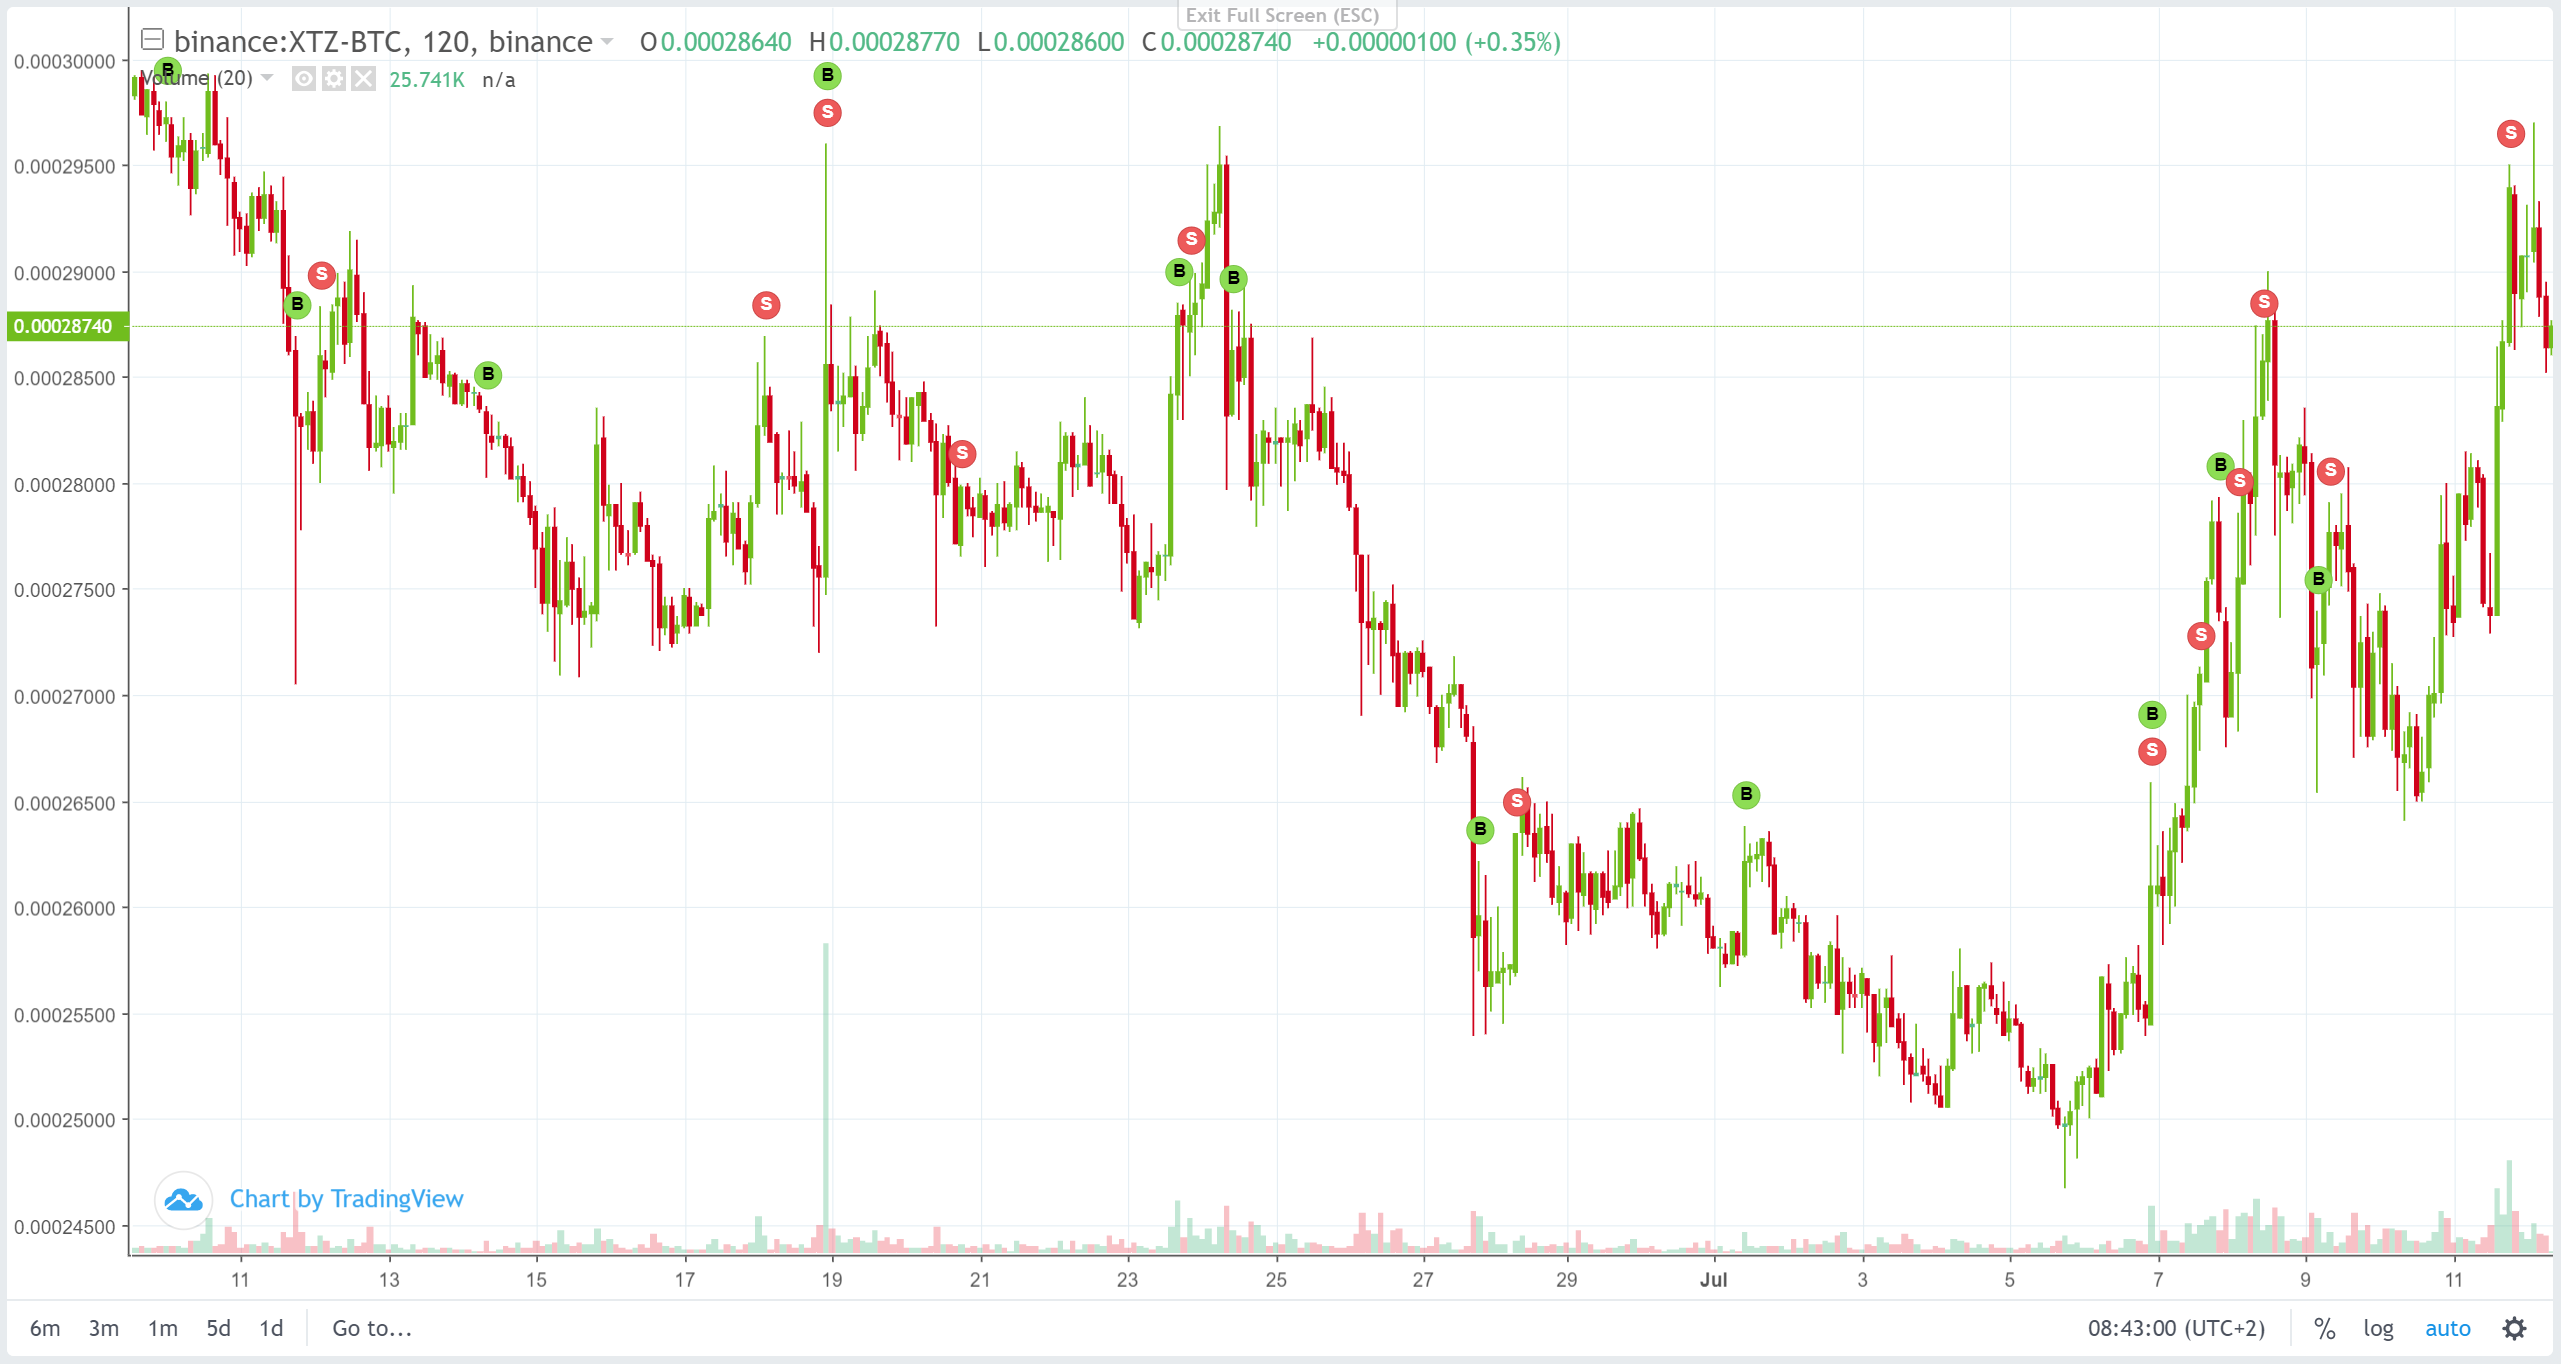 Exit Full Screen (ESC)
binance:XTZ-BTC, 120, binance O0.00028640 H0.00028770 L0.00028600 C0.00028740 +0.00000100 (+0.35%)
Volume (20) 25.741K n/a
0.00030000
0.00029500
0.00029000
0.00028740
0.00028500
0.00028000
0.00027500
0.00027000
0.00026500
0.00026000
0.00025500
0.00025000
0.00024500
B
B
S
B
S
B
S
S
B
S
B
B
S
B
B
S
S
B
S
S
B
S
S
Chart by TradingView
11 13 15 17 19 21 23 25 27 29 Jul 3 5 7 9 11
6m 3m 1m 5d 1d Go to... 08:43:00 (UTC+2) % log auto